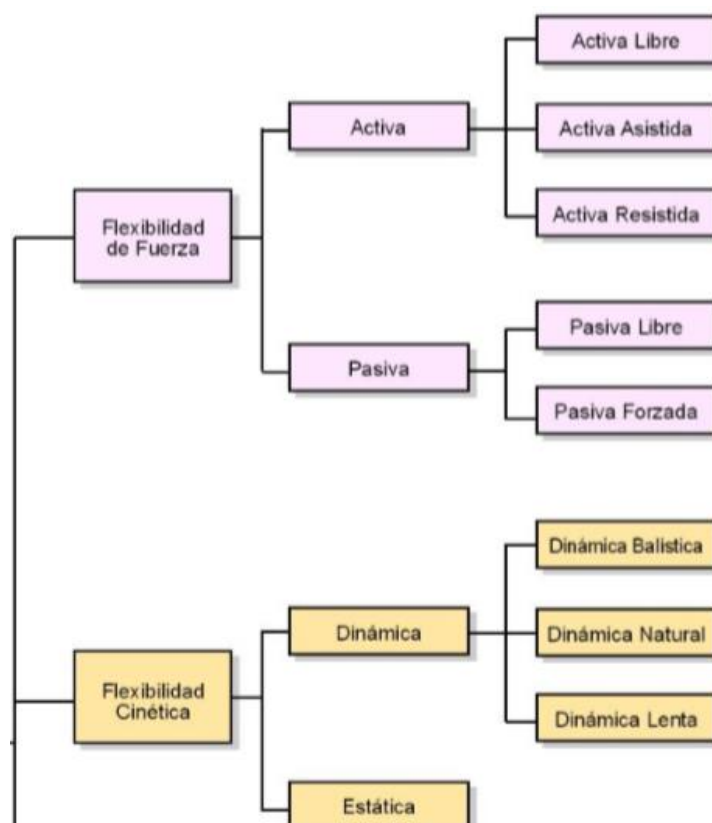 Activa Libre
Activa
Activa Asistida
Activa Resistida
Flexibilidad
de Fuerza
Pasiva Libre
Pasiva
Pasiva Forzada
Dinámica Balistica
Dinámica
Dinámica Natural
Flexibilidad
Cinética
Dinámica Lenta
Estática